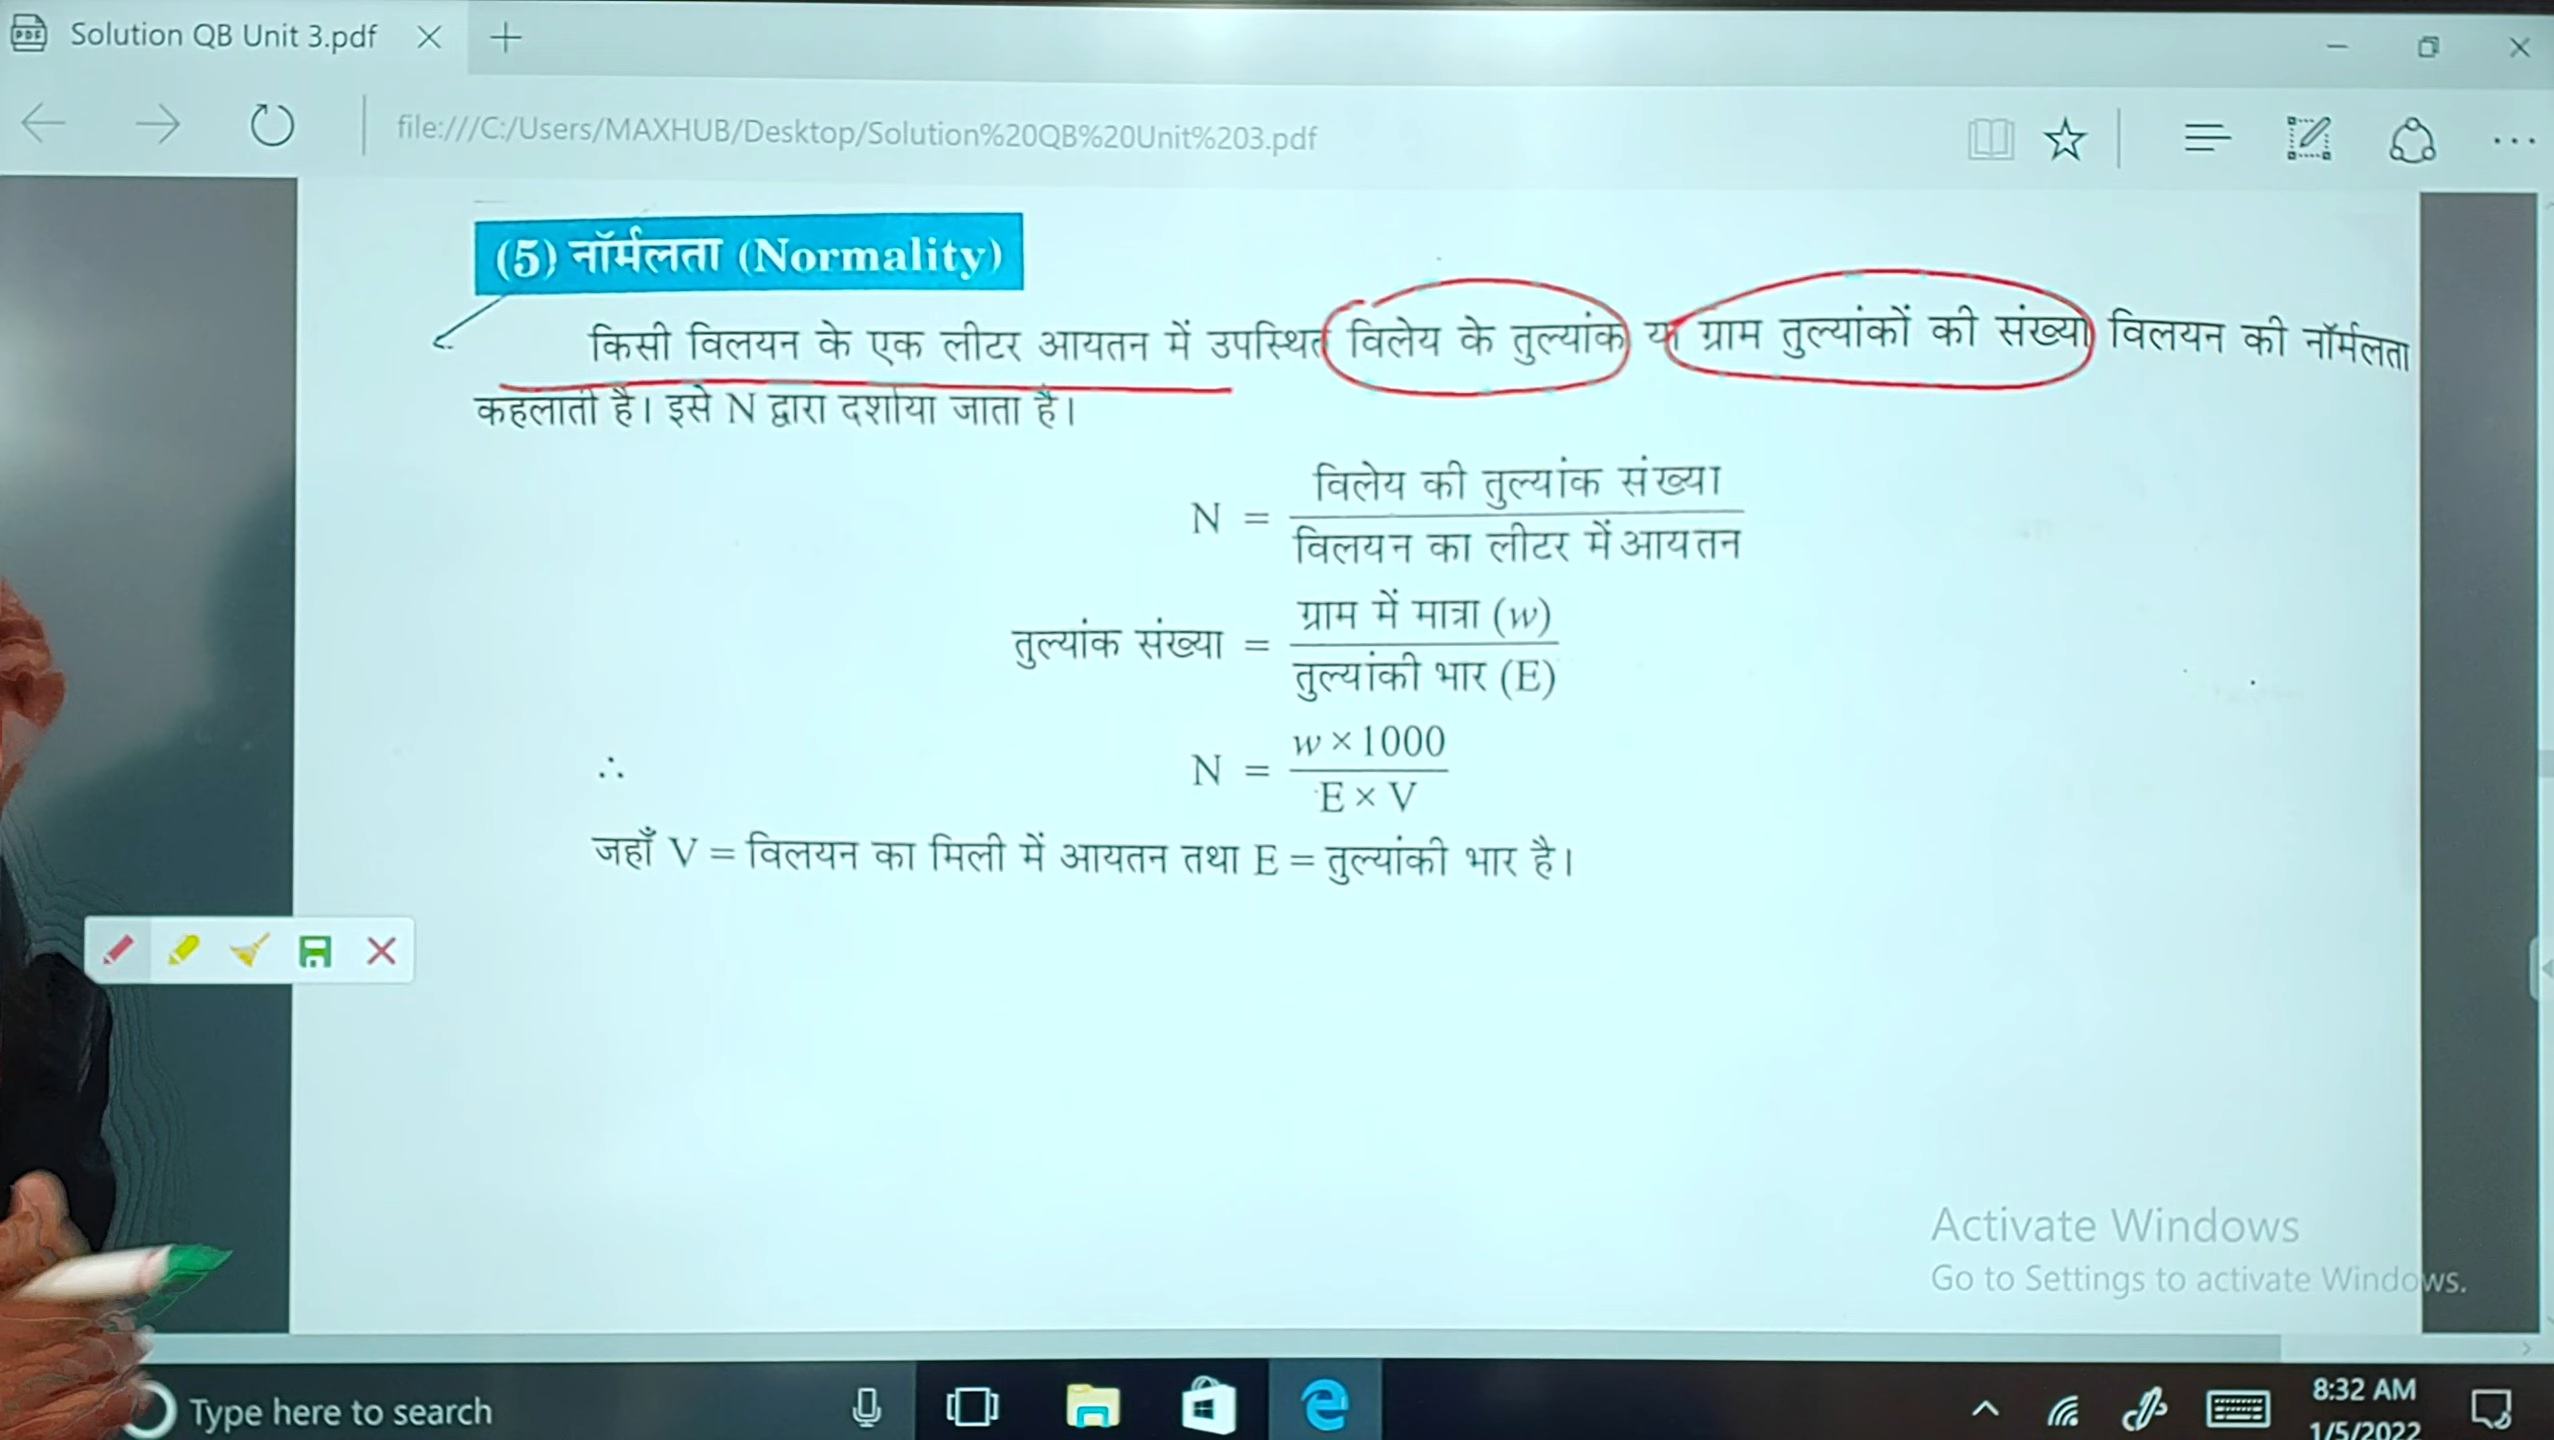 Solution QB Unit 3.pdf
file:///C:/Users/MAXHUB/Desktop/Solution%20QB%20Unit%203.pdf
(5) नॉर्मलता (Normality)
किसी विलयन के एक लीटर आयतन में उपस्थित विलेय के तुल्यांक या ग्राम तुल्यांकों की संख्या विलयन की नॉर्मलता
कहलाती है। इसे N द्वारा दर्शाया जाता है।
N = विलेय की तुल्यांक संख्या
विलयन का लीटर में आयतन
तुल्यांक संख्या = ग्राम में मात्रा (w)
तुल्यांकी भार (E)
∴ N = w × 1000
E × V
जहाँ V = विलयन का मिली में आयतन तथा E = तुल्यांकी भार है।
Activate Windows
Go to Settings to activate Windows.
Type here to search
8:32 AM
1/5/2022